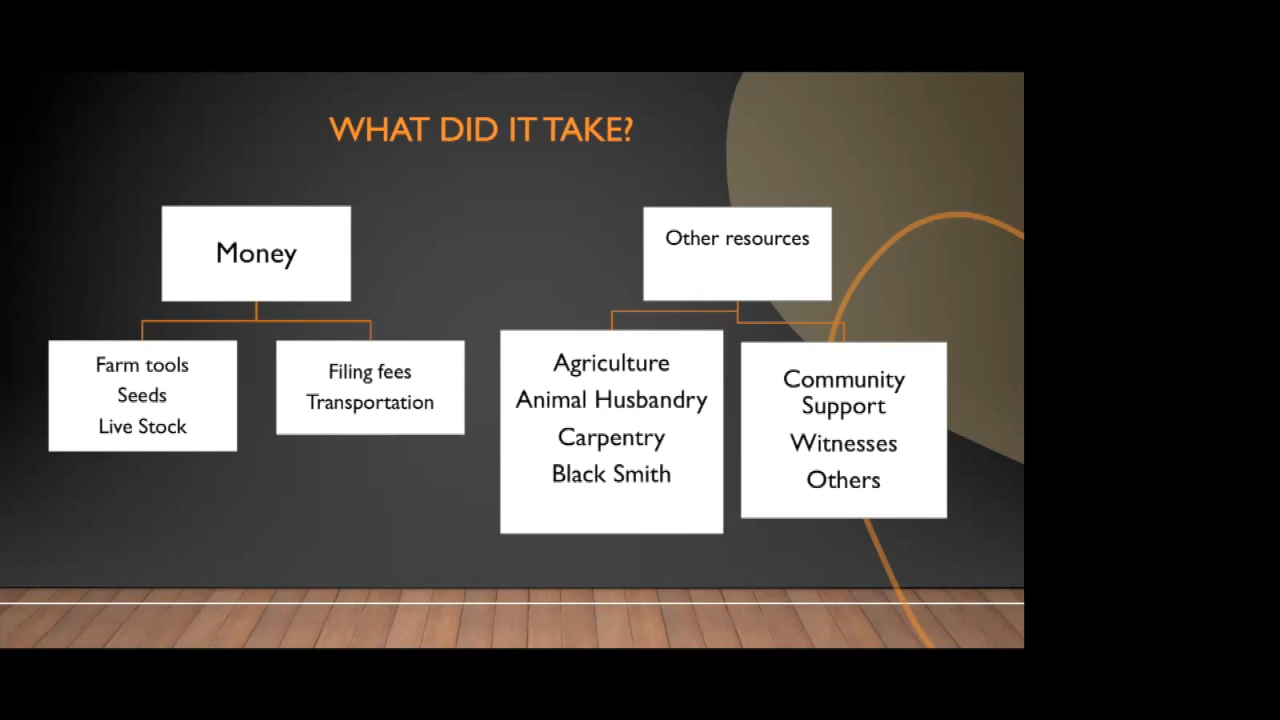 WHAT DID IT TAKE?
Money
Farm tools
Seeds
Live Stock
Filing fees
Transportation
Other resources
Agriculture
Animal Husbandry
Carpentry
Black Smith
Community
Support
Witnesses
Others